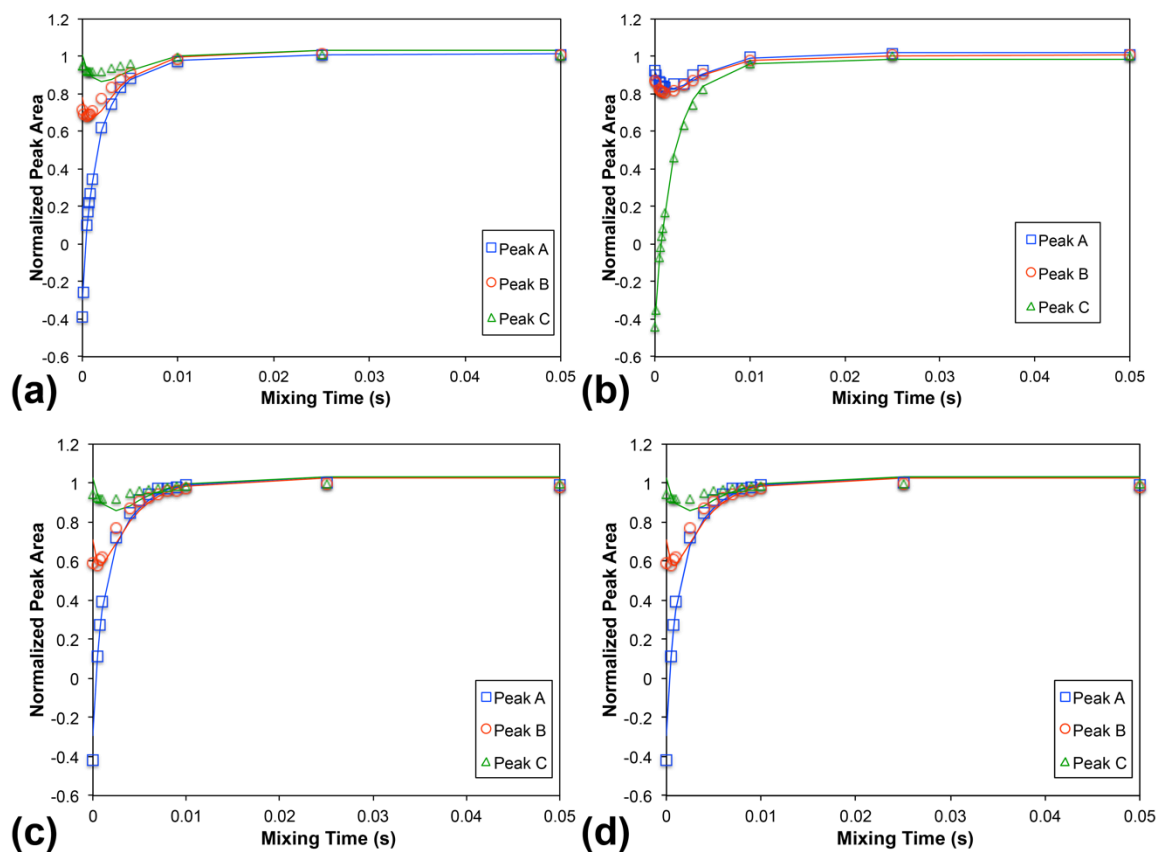 1.2
1
0.8
0.6
0.4
0.2
0
-0.2
-0.4
-0.6
Normalized Peak Area
0 0.01 0.02 0.03 0.04 0.05
Mixing Time (s)
Peak A
Peak B
Peak C
(a)
1.2
1
0.8
0.6
0.4
0.2
0
-0.2
-0.4
-0.6
Normalized Peak Area
0 0.01 0.02 0.03 0.04 0.05
Mixing Time (s)
Peak A
Peak B
Peak C
(b)
1.2
1
0.8
0.6
0.4
0.2
0
-0.2
-0.4
-0.6
Normalized Peak Area
0 0.01 0.02 0.03 0.04 0.05
Mixing Time (s)
Peak A
Peak B
Peak C
(c)
1.2
1
0.8
0.6
0.4
0.2
0
-0.2
-0.4
-0.6
Normalized Peak Area
0 0.01 0.02 0.03 0.04 0.05
Mixing Time (s)
Peak A
Peak B
Peak C
(d)